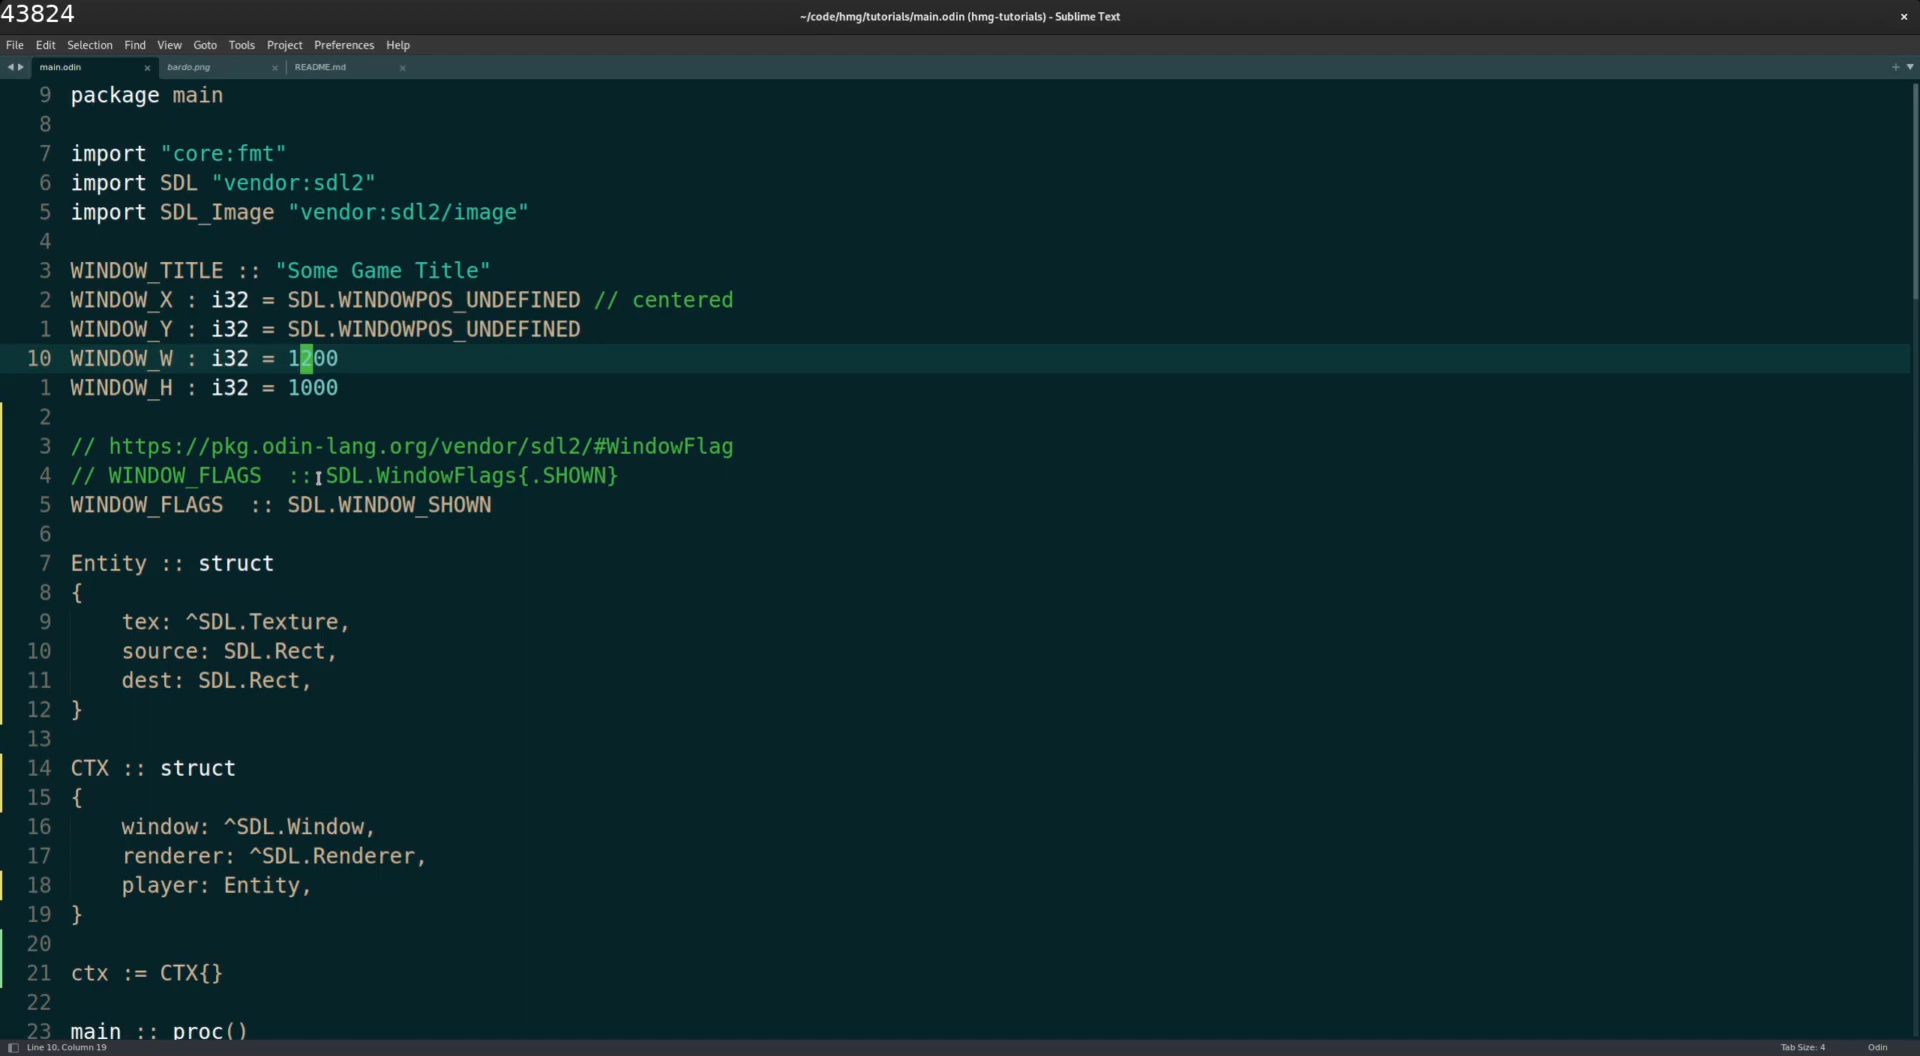 43824
~/code/hmg/tutorials/main.odin (hmg-tutorials) - Sublime Text
File Edit Selection Find View Goto Tools Project Preferences Help
main.odin bardo.png README.md
9 package main
8
7 import "core:fmt"
6 import SDL "vendor:sdl2"
5 import SDL_Image "vendor:sdl2/image"
4
3 WINDOW_TITLE :: "Some Game Title"
2 WINDOW_X : i32 = SDL.WINDOWPOS_UNDEFINED // centered
1 WINDOW_Y : i32 = SDL.WINDOWPOS_UNDEFINED
10 WINDOW_W : i32 = 1200
1 WINDOW_H : i32 = 1000
2
3 // https://pkg.odin-lang.org/vendor/sdl2/#WindowFlag
4 // WINDOW_FLAGS  :: SDL.WindowFlags{.SHOWN}
5 WINDOW_FLAGS  :: SDL.WINDOW_SHOWN
6
7 Entity :: struct
8 {
9     tex: ^SDL.Texture,
10     source: SDL.Rect,
11     dest: SDL.Rect,
12 }
13
14 CTX :: struct
15 {
16     window: ^SDL.Window,
17     renderer: ^SDL.Renderer,
18     player: Entity,
19 }
20
21 ctx := CTX{}
22
23 main :: proc()
Line 10, Column 19 Tab Size: 4 Odin